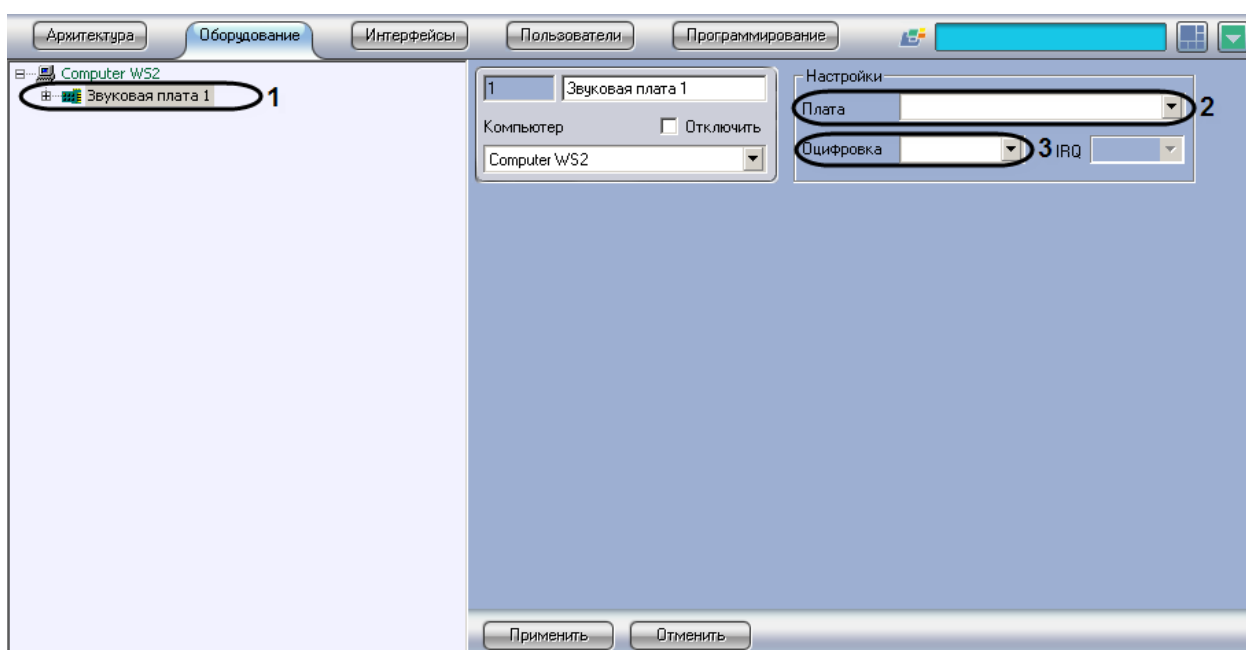 Архитектура Оборудование Интерфейсы Пользователи Программирование
Computer WS2
Звуковая плата 1 1
1 Звуковая плата 1
Компьютер Отключить
Computer WS2
Настройки
Плата 2
Оцифровка 3 IRQ
Применить Отменить